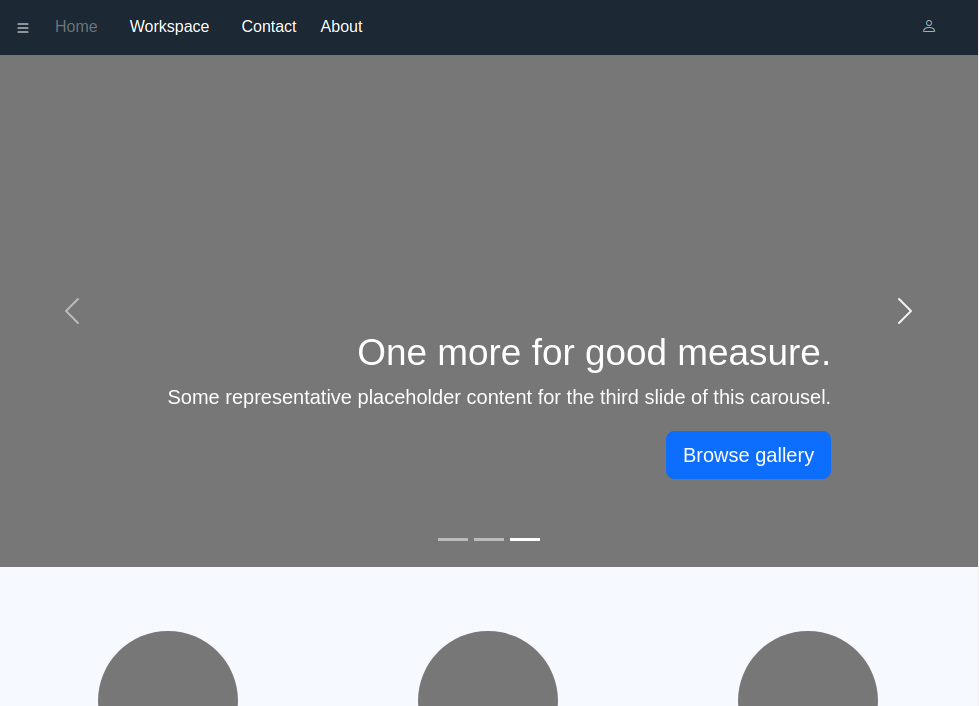 Home Workspace Contact About
One more for good measure.
Some representative placeholder content for the third slide of this carousel.
Browse gallery